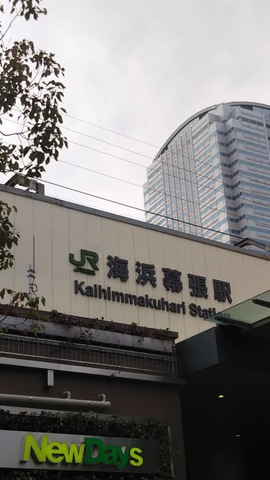 JR 海浜幕張駅
Kaihimmakuhari Stati
NewDays